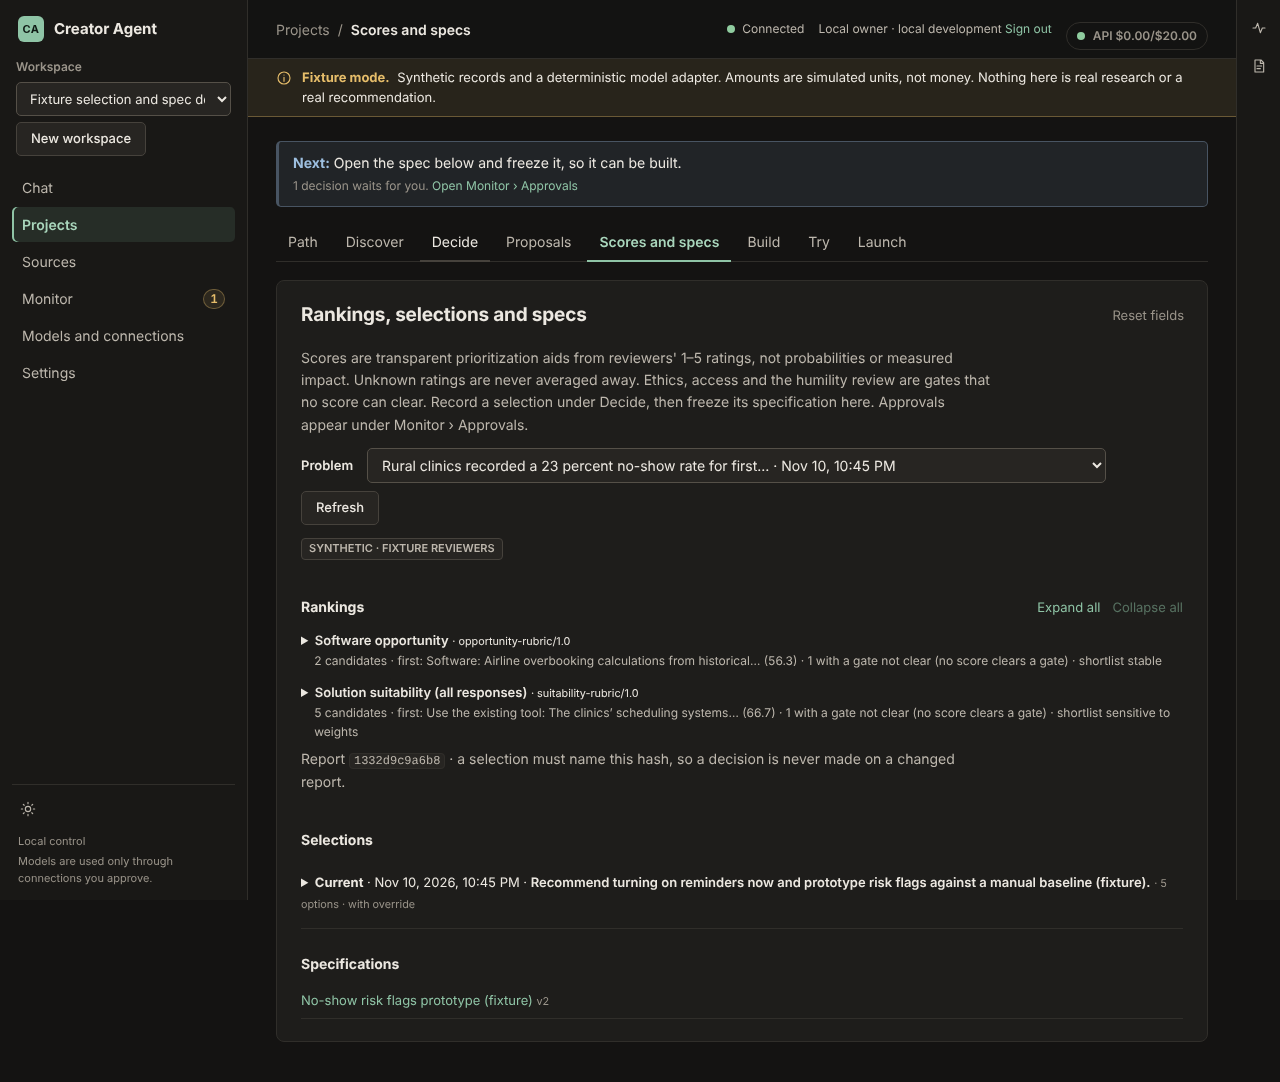 CA Creator Agent
Workspace
Fixture selection and spec d
New workspace
Chat
Projects
Sources
Monitor 1
Models and connections
Settings
Local control
Models are used only through
connections you approve.
Projects / Scores and specs
Connected Local owner · local development Sign out API $0.00/$20.00
Fixture mode. Synthetic records and a deterministic model adapter. Amounts are simulated units, not money. Nothing here is real research or a
real recommendation.
Next: Open the spec below and freeze it, so it can be built.
1 decision waits for you. Open Monitor › Approvals
Path Discover Decide Proposals Scores and specs Build Try Launch
Rankings, selections and specs Reset fields
Scores are transparent prioritization aids from reviewers' 1–5 ratings, not probabilities or measured
impact. Unknown ratings are never averaged away. Ethics, access and the humility review are gates that
no score can clear. Record a selection under Decide, then freeze its specification here. Approvals
appear under Monitor › Approvals.
Problem Rural clinics recorded a 23 percent no-show rate for first… · Nov 10, 10:45 PM
Refresh
SYNTHETIC · FIXTURE REVIEWERS
Rankings Expand all Collapse all
Software opportunity · opportunity-rubric/1.0
2 candidates · first: Software: Airline overbooking calculations from historical… (56.3) · 1 with a gate not clear (no score clears a gate) · shortlist stable
Solution suitability (all responses) · suitability-rubric/1.0
5 candidates · first: Use the existing tool: The clinics’ scheduling systems… (66.7) · 1 with a gate not clear (no score clears a gate) · shortlist sensitive to
weights
Report 1332d9c9a6b8 · a selection must name this hash, so a decision is never made on a changed
report.
Selections
Current · Nov 10, 2026, 10:45 PM · Recommend turning on reminders now and prototype risk flags against a manual baseline (fixture). · 5
options · with override
Specifications
No-show risk flags prototype (fixture) v2